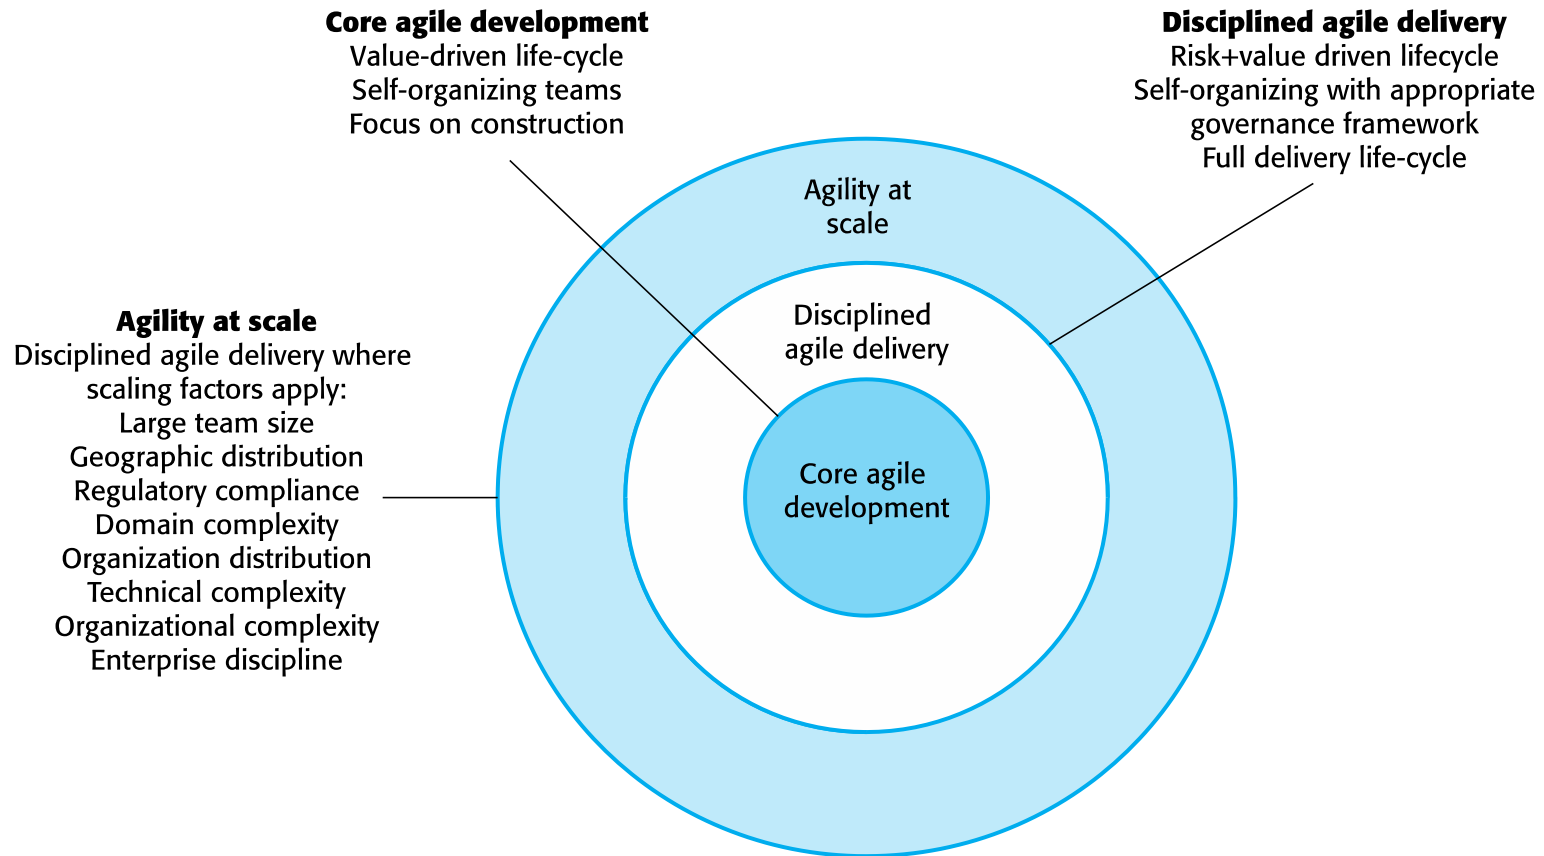 Core agile development
Value-driven life-cycle
Self-organizing teams
Focus on construction
Disciplined agile delivery
Risk+value driven lifecycle
Self-organizing with appropriate
governance framework
Full delivery life-cycle
Agility at
scale
Disciplined
agile delivery
Core agile
development
Agility at scale
Disciplined agile delivery where
scaling factors apply:
Large team size
Geographic distribution
Regulatory compliance
Domain complexity
Organization distribution
Technical complexity
Organizational complexity
Enterprise discipline